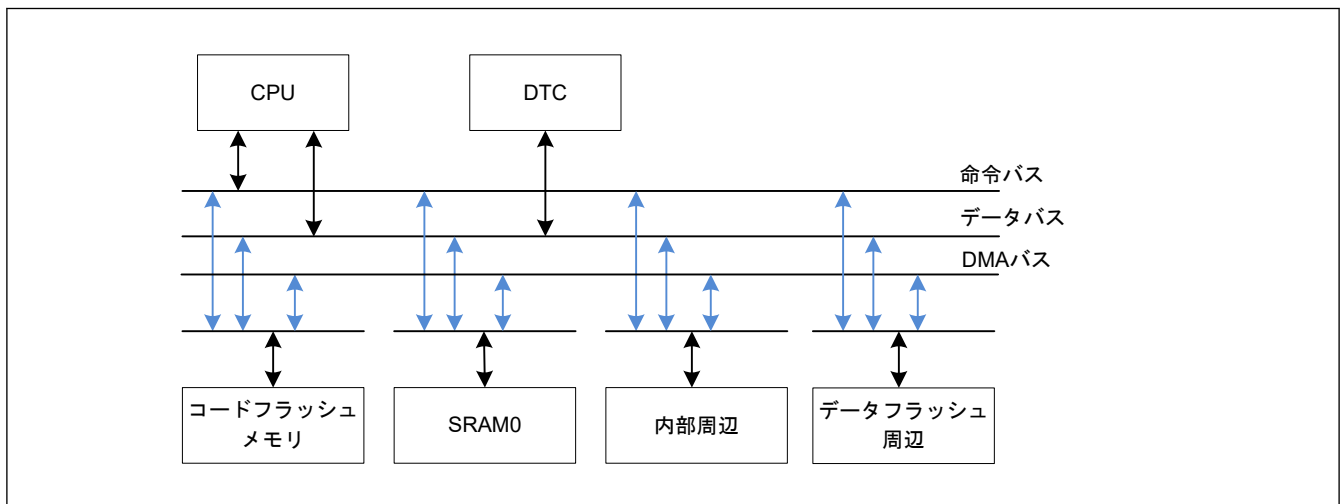 CPU
DTC
命令バス
データバス
DMAバス
コードフラッシュ
メモリ
SRAM0
内部周辺
データフラッシュ
周辺